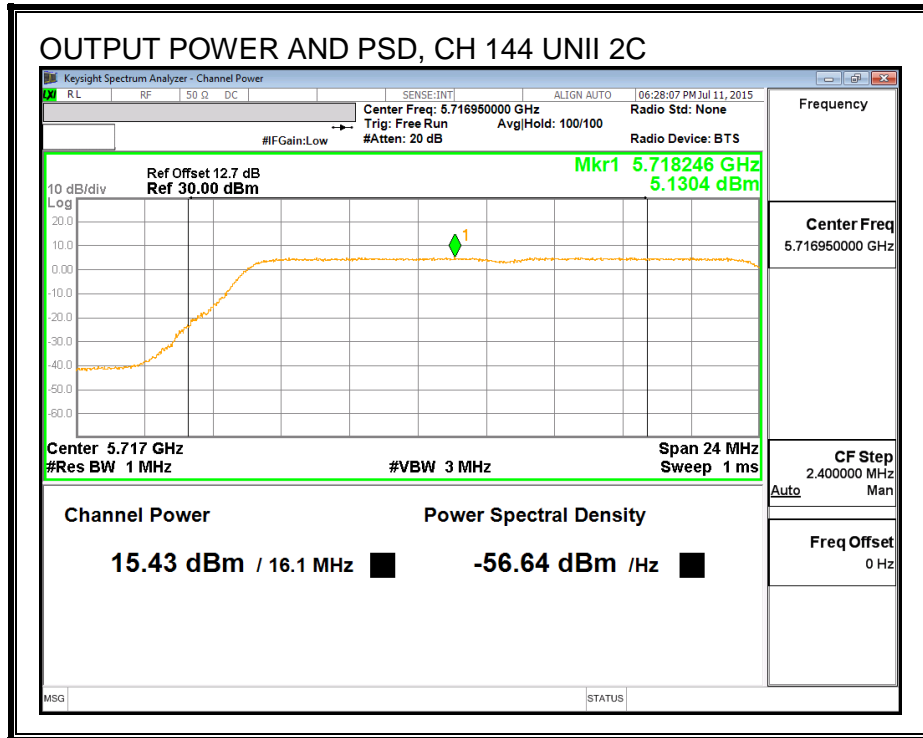 OUTPUT POWER AND PSD, CH 144 UNII 2C
Keysight Spectrum Analyzer - Channel Power
LXI RL RF 50 Ω DC SENSE:INT ALIGN AUTO 06:28:07 PM Jul 11, 2015
Center Freq: 5.716950000 GHz Radio Std: None
Trig: Free Run Avg|Hold: 100/100
#IFGain:Low #Atten: 20 dB Radio Device: BTS
Frequency
Mkr1 5.718246 GHz
5.1304 dBm
Ref Offset 12.7 dB
10 dB/div Ref 30.00 dBm
Log
20.0
10.0
0.00
-10.0
-20.0
-30.0
-40.0
-50.0
-60.0
1
Center 5.717 GHz Span 24 MHz
#Res BW 1 MHz #VBW 3 MHz Sweep 1 ms
Channel Power Power Spectral Density
15.43 dBm / 16.1 MHz -56.64 dBm /Hz
Center Freq
5.716950000 GHz
CF Step
2.400000 MHz
Auto Man
Freq Offset
0 Hz
MSG STATUS